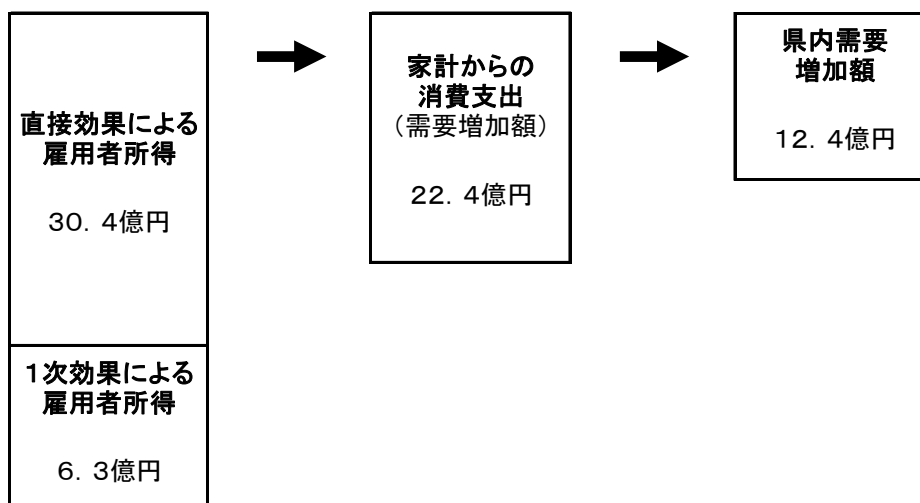 直接効果による
雇用者所得
30．4億円
1次効果による
雇用者所得
6．3億円
家計からの
消費支出
（需要増加額）
22．4億円
県内需要
増加額
12．4億円